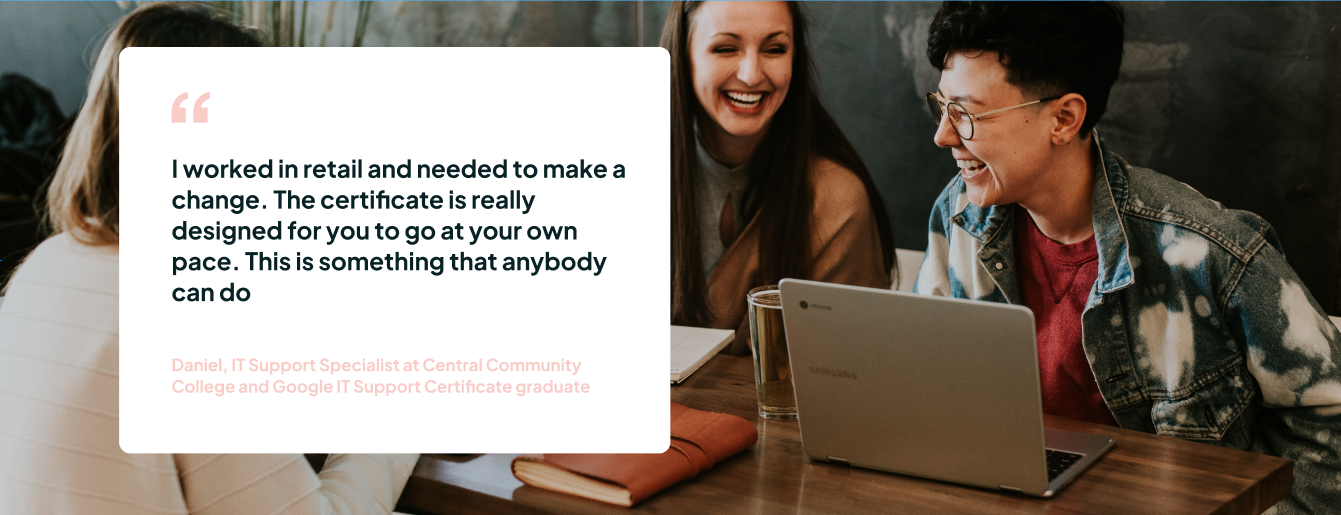 “
I worked in retail and needed to make a
change. The certificate is really
designed for you to go at your own
pace. This is something that anybody
can do
Daniel, IT Support Specialist at Central Community
College and Google IT Support Certificate graduate
SAMSUNG